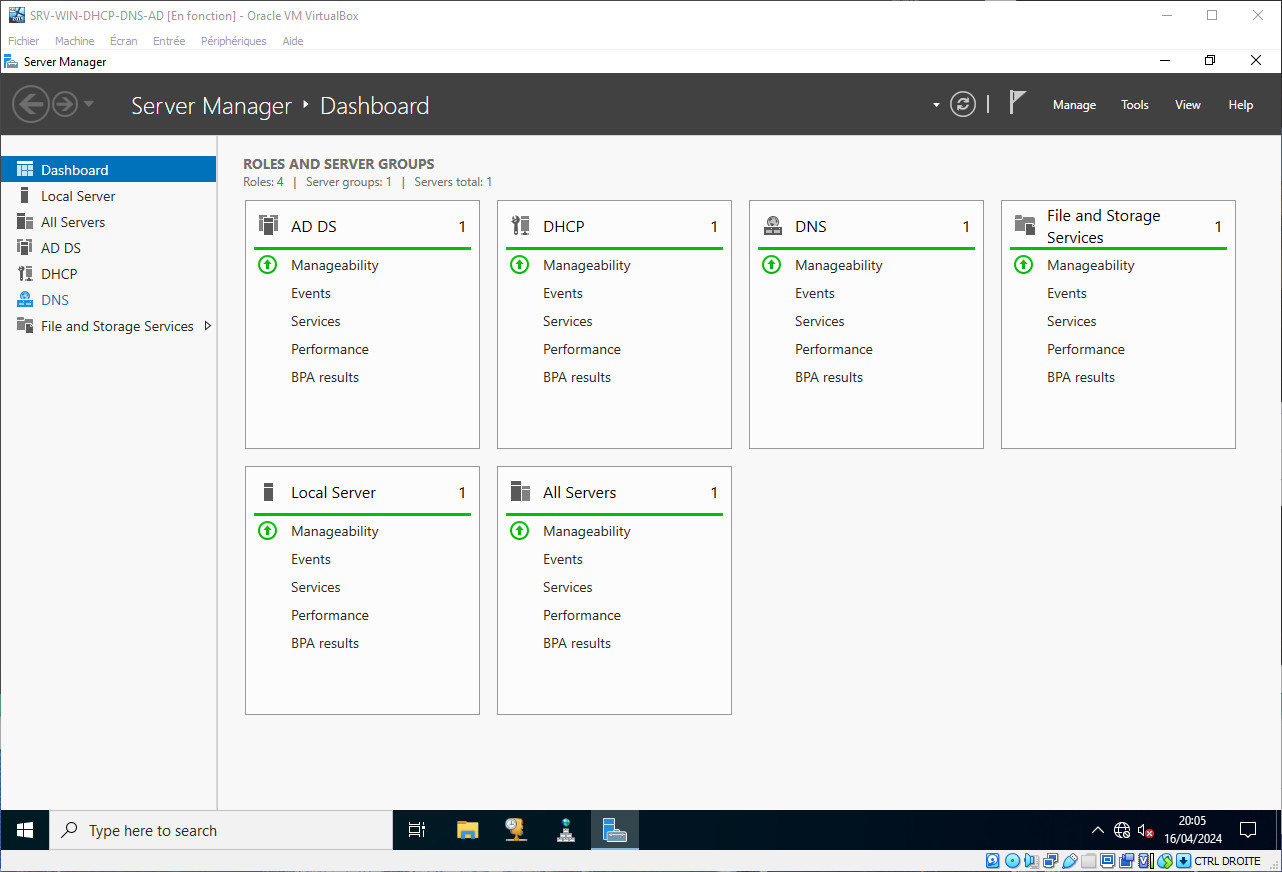 SRV-WIN-DHCP-DNS-AD [En fonction] - Oracle VM VirtualBox
Fichier Machine Écran Entrée Périphériques Aide
Server Manager
Server Manager ‣ Dashboard
Manage Tools View Help
Dashboard
Local Server
All Servers
AD DS
DHCP
DNS
File and Storage Services
ROLES AND SERVER GROUPS
Roles: 4 | Server groups: 1 | Servers total: 1
AD DS 1
Manageability
Events
Services
Performance
BPA results
DHCP 1
Manageability
Events
Services
Performance
BPA results
DNS 1
Manageability
Events
Services
Performance
BPA results
File and Storage
Services 1
Manageability
Events
Services
Performance
BPA results
Local Server 1
Manageability
Events
Services
Performance
BPA results
All Servers 1
Manageability
Events
Services
Performance
BPA results
Type here to search
20:05
16/04/2024
CTRL DROITE